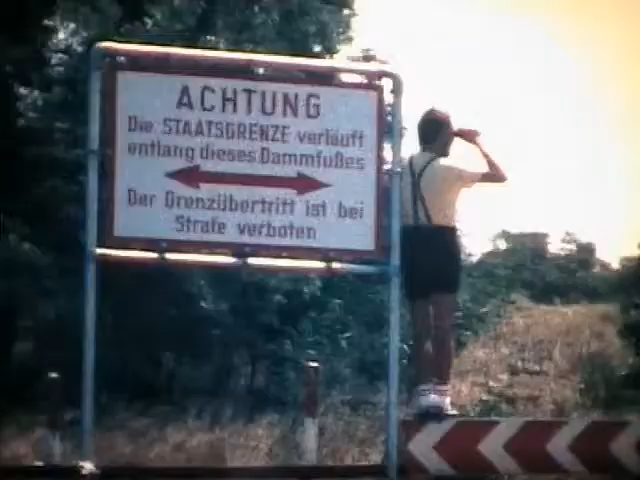 ACHTUNG
Die STAATSGRENZE verläuft
entlang dieses Dammfußes
Der Grenzübertritt ist bei
Strafe verboten